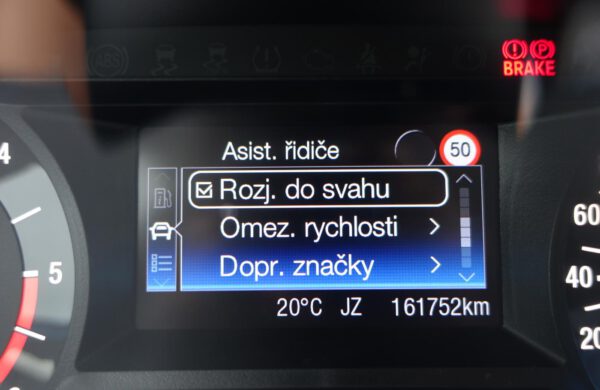 ABS
P
BRAKE
Asist. řidiče
50
Rozj. do svahu
Omez. rychlosti
Dopr. značky
20°C JZ 161752km
4
5
60
40
20